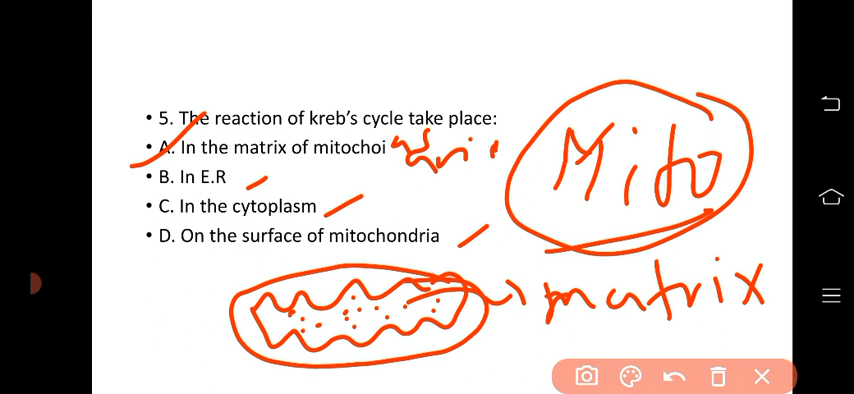 • 5. The reaction of kreb’s cycle take place:
• A. In the matrix of mitochoi
• B. In E.R
• C. In the cytoplasm
• D. On the surface of mitochondria
Mito
matrix